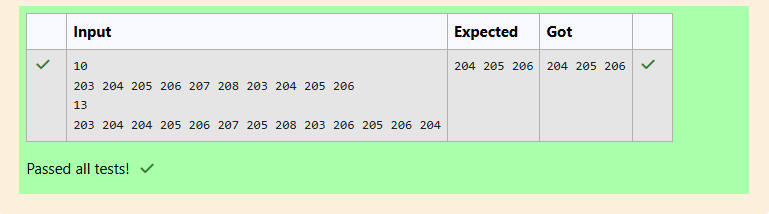 Input Expected Got
10 204 205 206 204 205 206
203 204 205 206 207 208 203 204 205 206
13
203 204 204 205 206 207 205 208 203 206 205 206 204
Passed all tests!